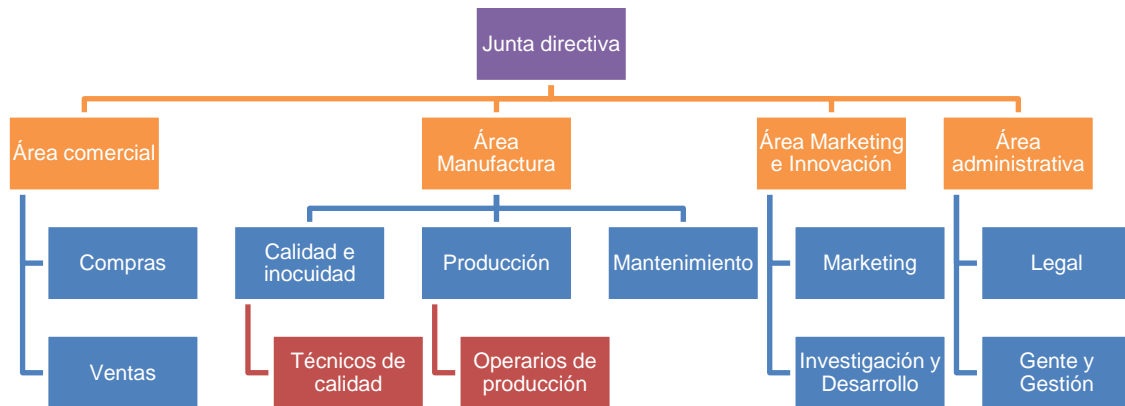 Junta directiva
Área comercial
Área
Manufactura
Área Marketing
e Innovación
Área
administrativa
Compras
Calidad e
inocuidad
Producción
Mantenimiento
Marketing
Legal
Ventas
Técnicos de
calidad
Operarios de
producción
Investigación y
Desarrollo
Gente y
Gestión